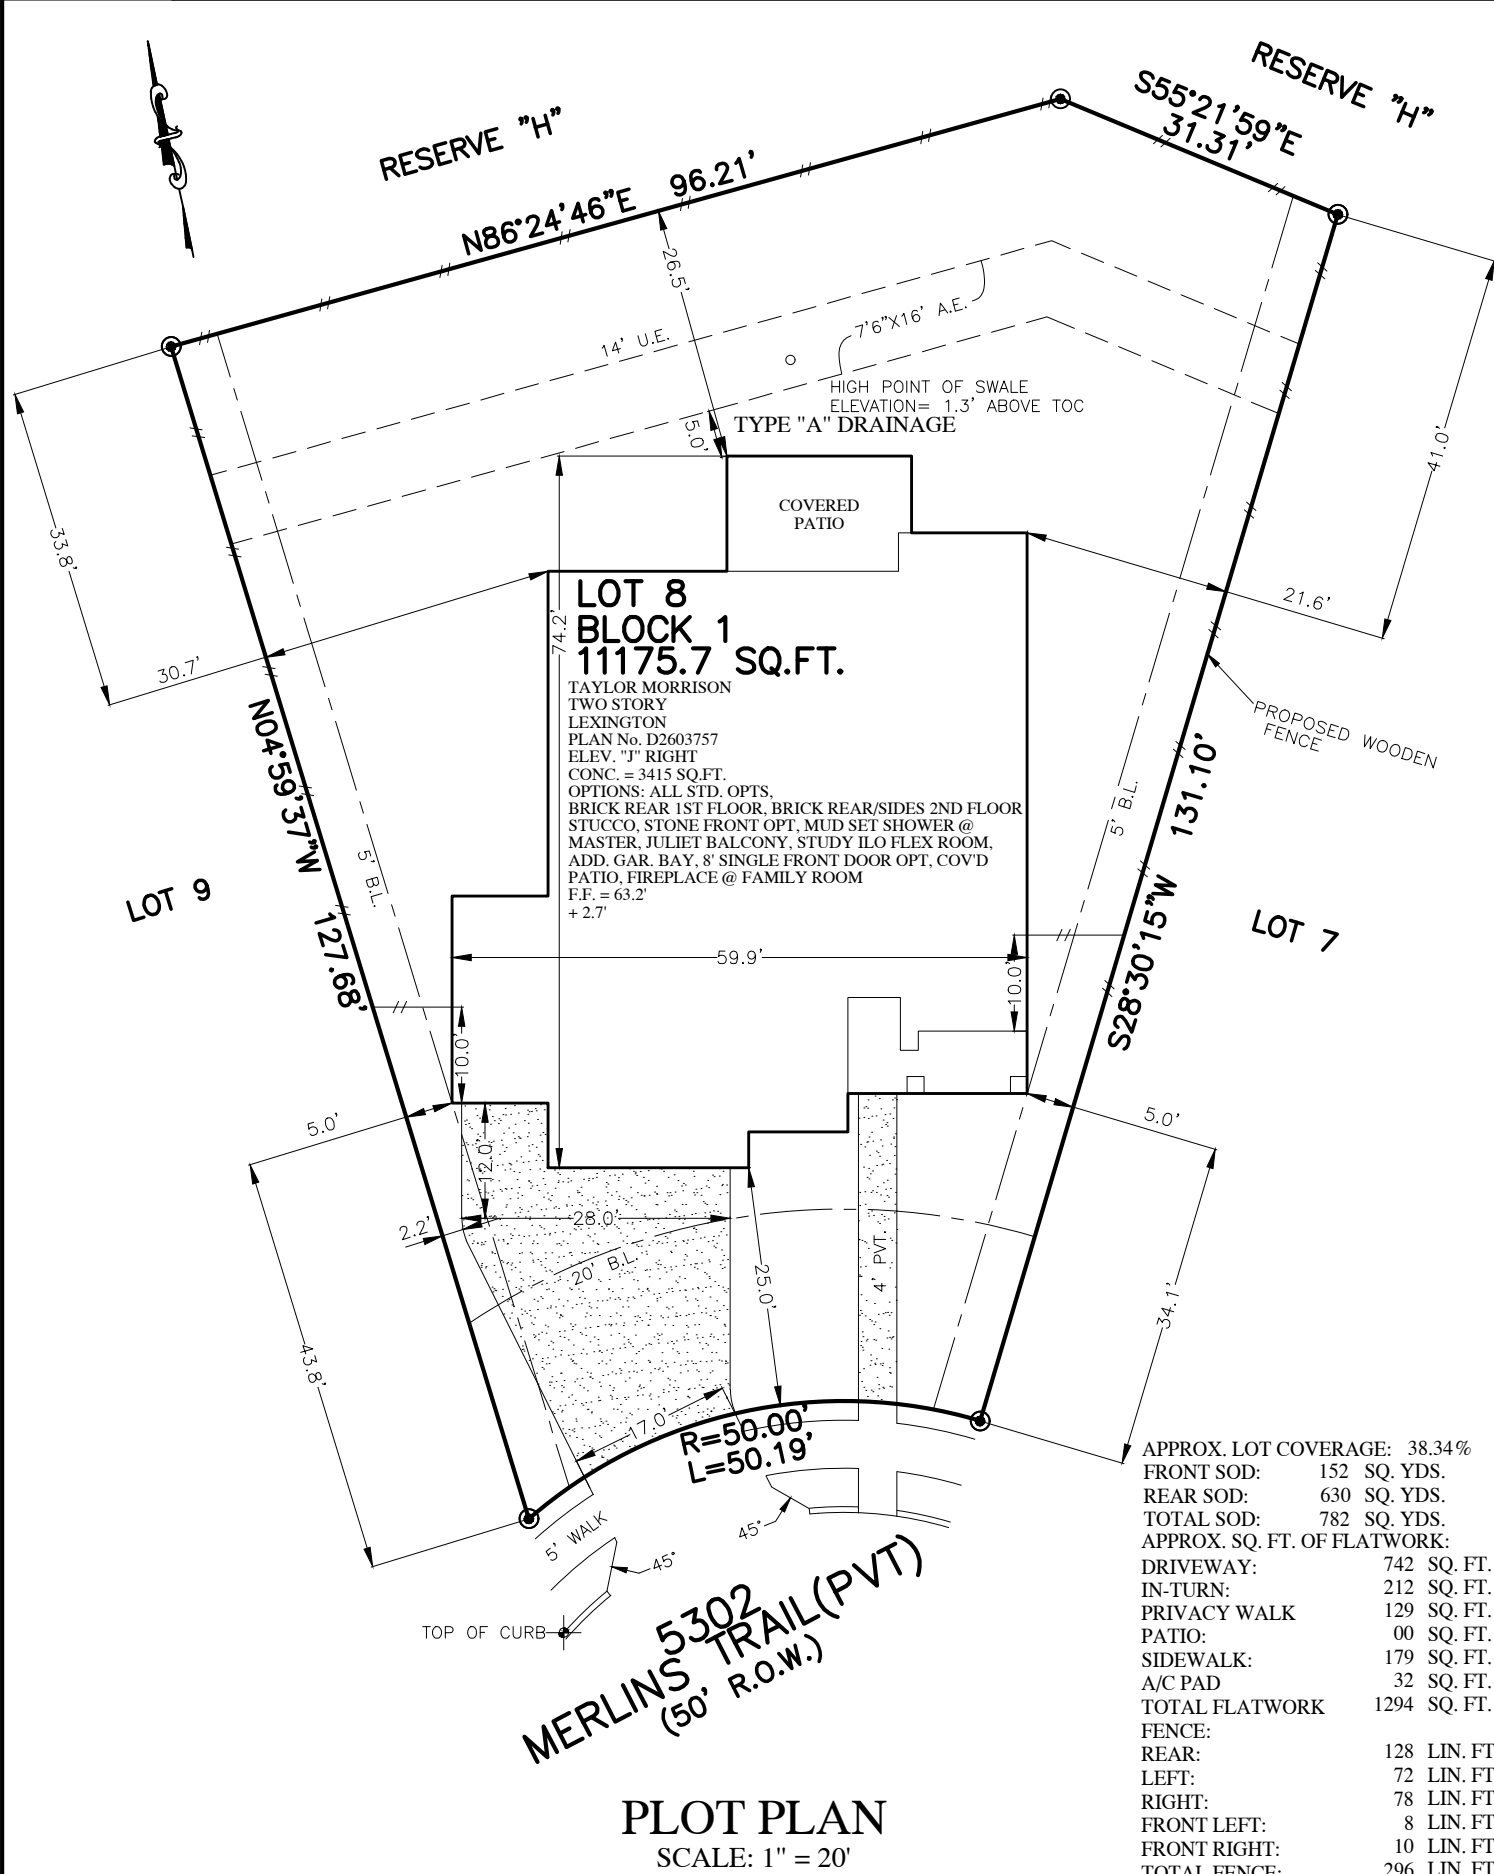 RESERVE "H"
RESERVE "H"
S55°21'59"E
31.31'
N86°24'46"E 96.21'
26.5'
14' U.E.
7'6"X16' A.E.
HIGH POINT OF SWALE
ELEVATION= 1.3' ABOVE TOC
TYPE "A" DRAINAGE
5.0'
41.0'
33.8'
COVERED
PATIO
21.6'
30.7'
74.2'
LOT 8
BLOCK 1
11175.7 SQ.FT.
TAYLOR MORRISON
TWO STORY
LEXINGTON
PLAN No. D2603757
ELEV. "J" RIGHT
CONC. = 3415 SQ.FT.
OPTIONS: ALL STD. OPTS,
BRICK REAR 1ST FLOOR, BRICK REAR/SIDES 2ND FLOOR
STUCCO, STONE FRONT OPT, MUD SET SHOWER @
MASTER, JULIET BALCONY, STUDY ILO FLEX ROOM,
ADD. GAR. BAY, 8' SINGLE FRONT DOOR OPT, COV'D
PATIO, FIREPLACE @ FAMILY ROOM
F.F. = 63.2'
+ 2.7'
PROPOSED WOODEN
FENCE
N04°59'37"W 127.68'
5' B.L.
5' B.L.
S28°30'15"W 131.10'
LOT 9
LOT 7
59.9'
10.0'
10.0'
5.0'
5.0'
12.0'
2.2'
28.0'
20' B.L.
25.0'
4' PVT.
34.1'
43.8'
17.0'
R=50.00'
L=50.19'
5' WALK
45°
45°
TOP OF CURB
5302
MERLINS TRAIL(PVT)
(50' R.O.W.)
APPROX. LOT COVERAGE: 38.34%
FRONT SOD: 152 SQ. YDS.
REAR SOD: 630 SQ. YDS.
TOTAL SOD: 782 SQ. YDS.
APPROX. SQ. FT. OF FLATWORK:
DRIVEWAY: 742 SQ. FT.
IN-TURN: 212 SQ. FT.
PRIVACY WALK 129 SQ. FT.
PATIO: 00 SQ. FT.
SIDEWALK: 179 SQ. FT.
A/C PAD 32 SQ. FT.
TOTAL FLATWORK 1294 SQ. FT.
FENCE:
REAR: 128 LIN. FT
LEFT: 72 LIN. FT
RIGHT: 78 LIN. FT
FRONT LEFT: 8 LIN. FT
FRONT RIGHT: 10 LIN. FT
TOTAL FENCE: 296 LIN. FT
PLOT PLAN
SCALE: 1" = 20'